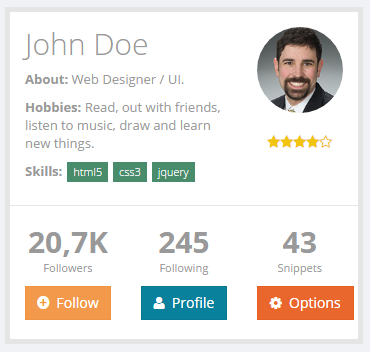 John Doe
About: Web Designer / UI.
Hobbies: Read, out with friends,
listen to music, draw and learn
new things.
Skills: html5 css3 jquery
20,7K 245 43
Followers Following Snippets
Follow Profile Options